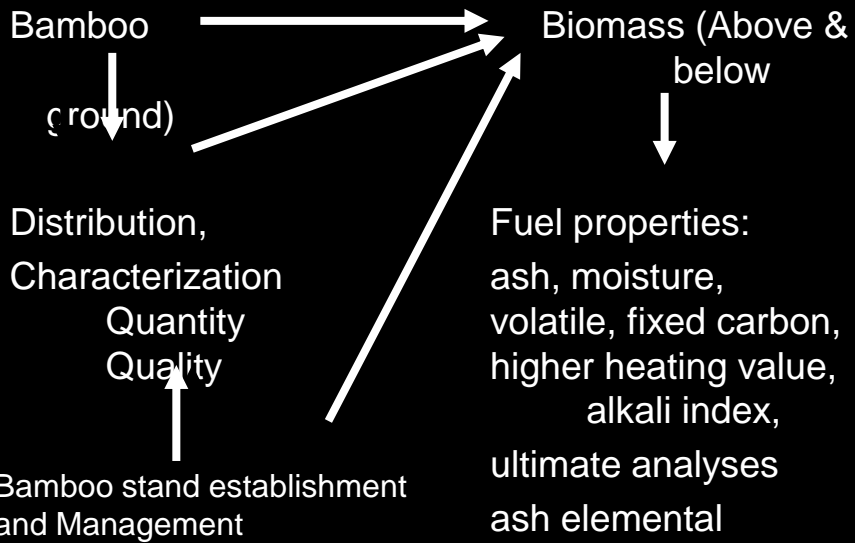 Bamboo
Biomass (Above &
below
ground)
Distribution,
Characterization
Quantity
Quality
Bamboo stand establishment
and Management
Fuel properties:
ash, moisture,
volatile, fixed carbon,
higher heating value,
alkali index,
ultimate analyses
ash elemental